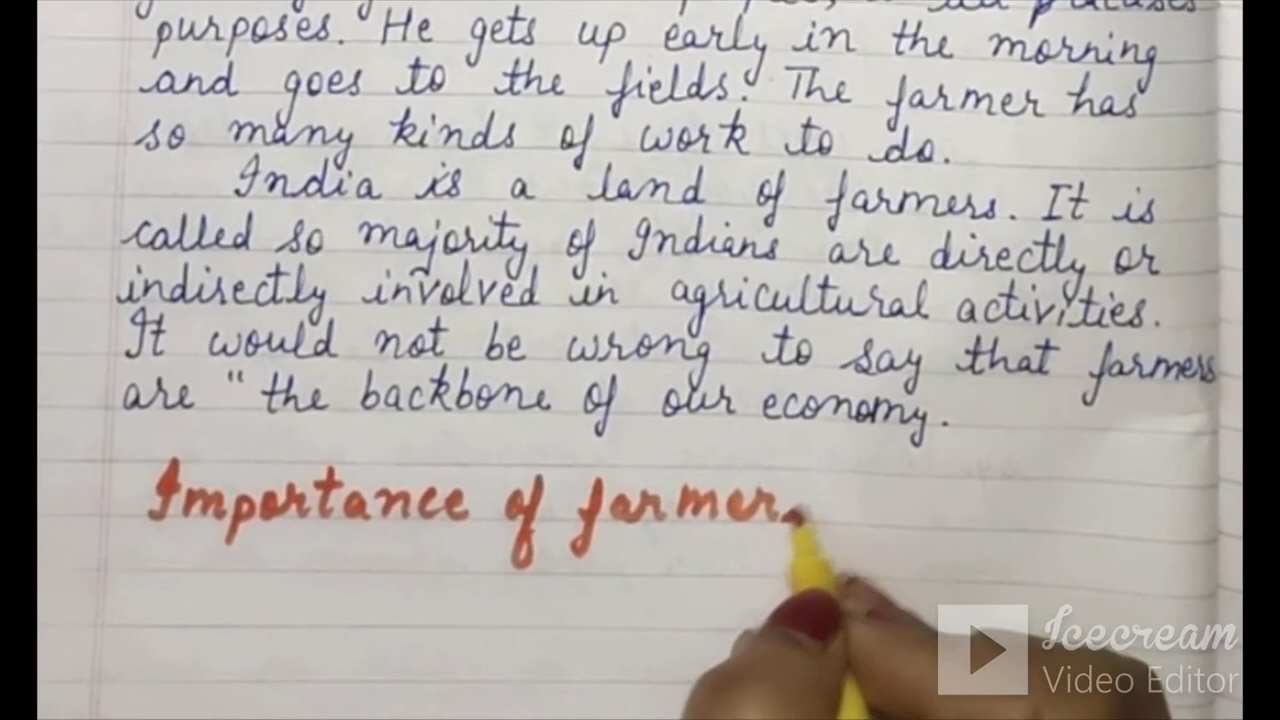 purposes. He gets up early in the morning
and goes to the fields. The farmer has
so many kinds of work to do.
India is a land of farmers. It is
called so majority of Indians are directly or
indirectly involved in agricultural activities.
It would not be wrong to say that farmers
are " the backbone of our economy.
Importance of farmer
Icecream
Video Editor